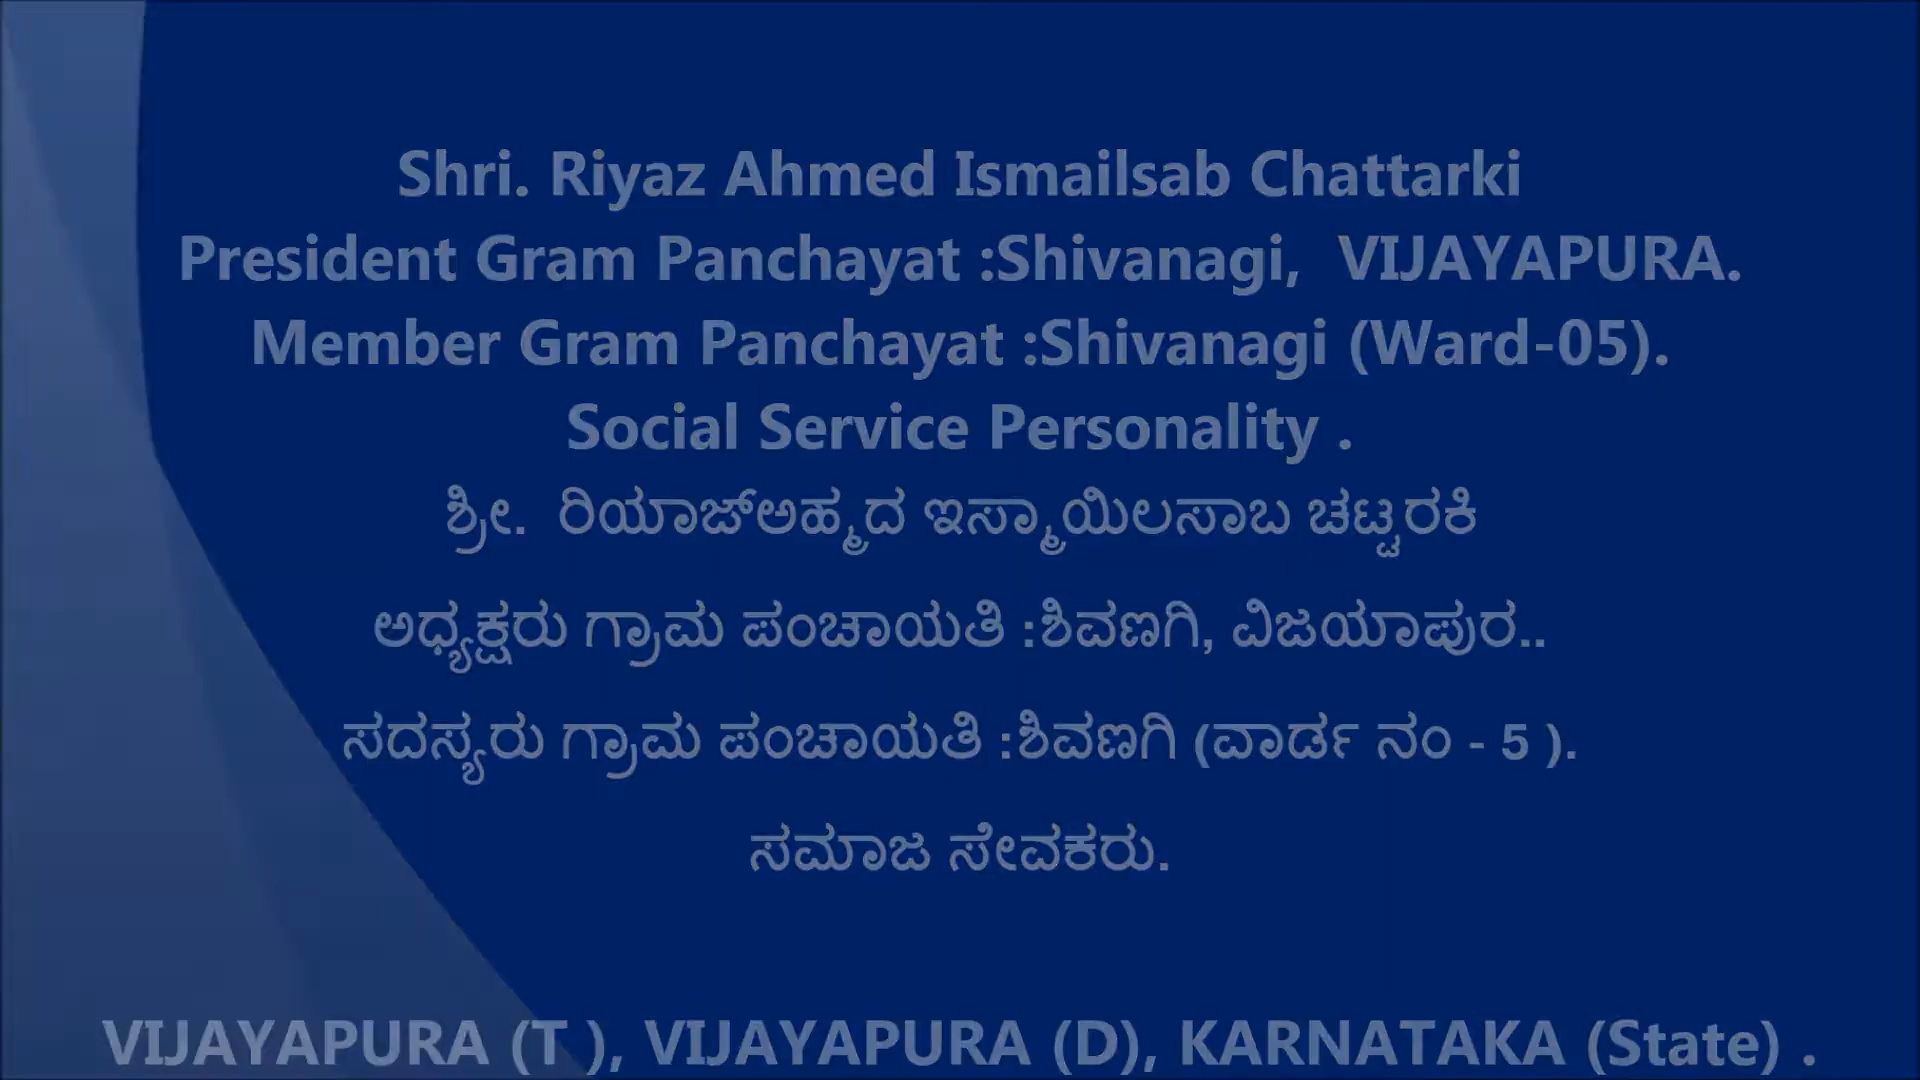 Shri. Riyaz Ahmed Ismailsab Chattarki
President Gram Panchayat :Shivanagi,  VIJAYAPURA.
Member Gram Panchayat :Shivanagi (Ward-05).
Social Service Personality .
ಶ್ರೀ.  ರಿಯಾಜ್ಅಹ್ಮದ ಇಸ್ಮಾಯಿಲಸಾಬ ಚಟ್ಟರಕಿ
ಅಧ್ಯಕ್ಷರು ಗ್ರಾಮ ಪಂಚಾಯತಿ :ಶಿವಣಗಿ, ವಿಜಯಾಪುರ..
ಸದಸ್ಯರು ಗ್ರಾಮ ಪಂಚಾಯತಿ :ಶಿವಣಗಿ (ವಾರ್ಡ ನಂ - 5 ).
ಸಮಾಜ ಸೇವಕರು.
VIJAYAPURA (T ), VIJAYAPURA (D), KARNATAKA (State) .